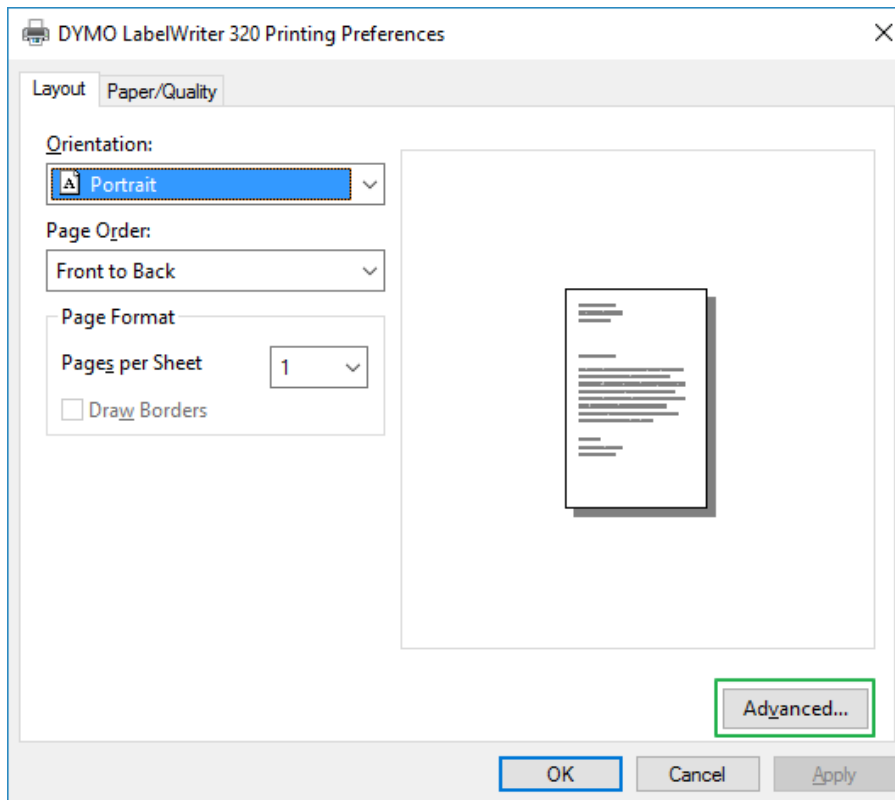 DYMO LabelWriter 320 Printing Preferences
Layout
Paper/Quality
Orientation:
A Portrait
Page Order:
Front to Back
Page Format
Pages per Sheet
1
Draw Borders
Advanced...
OK
Cancel
Apply